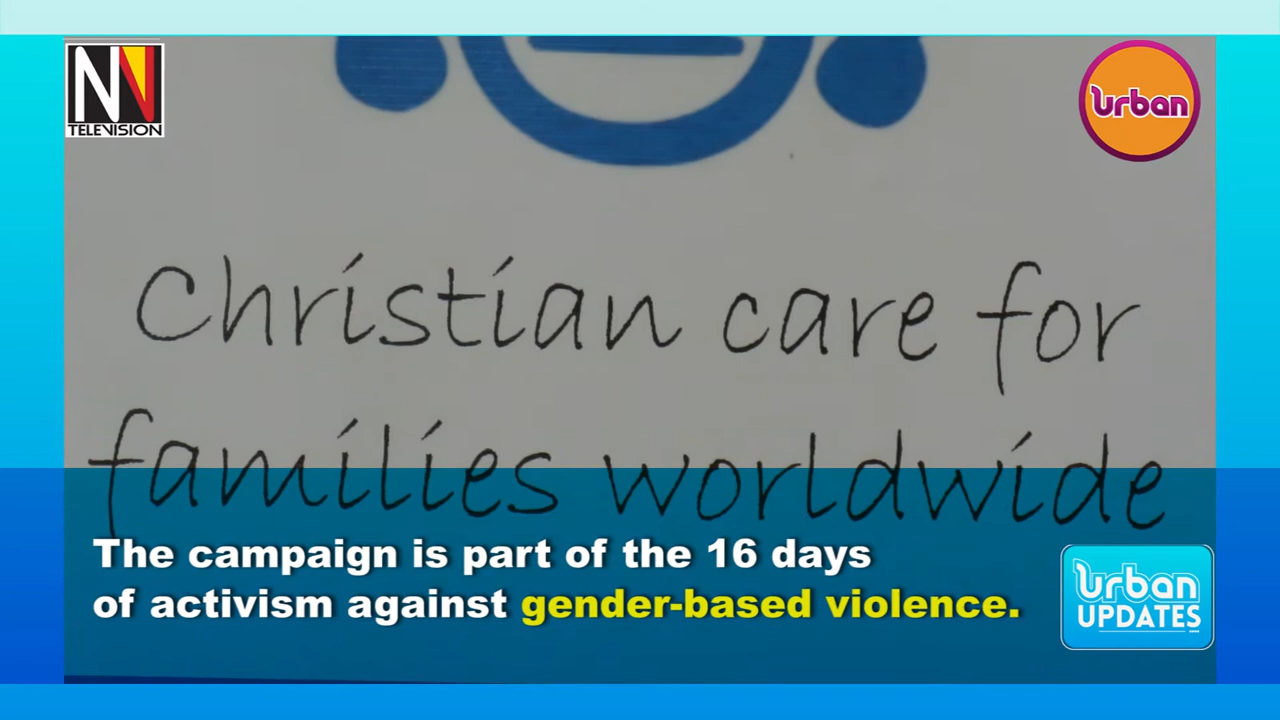 NN
TELEVISION
urban
Christian care for
families worldwide
The campaign is part of the 16 days
of activism against gender-based violence.
urban
UPDATES